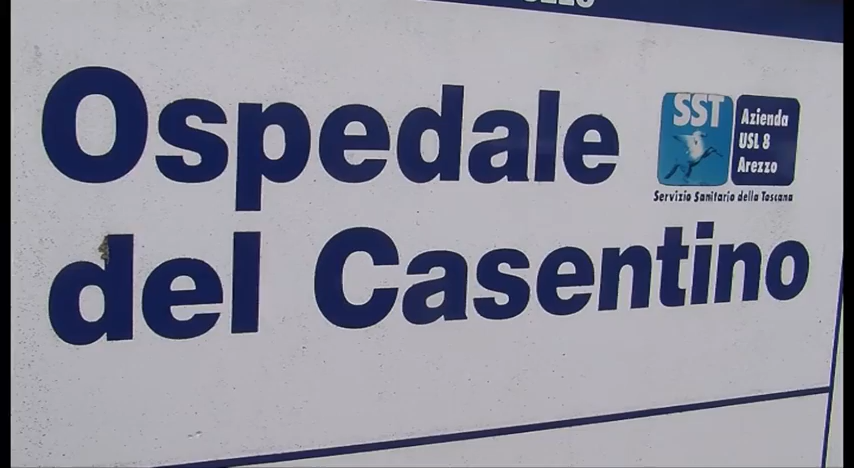 Ospedale
del Casentino
SST
Azienda
USL 8
Arezzo
Servizio Sanitario della Toscana